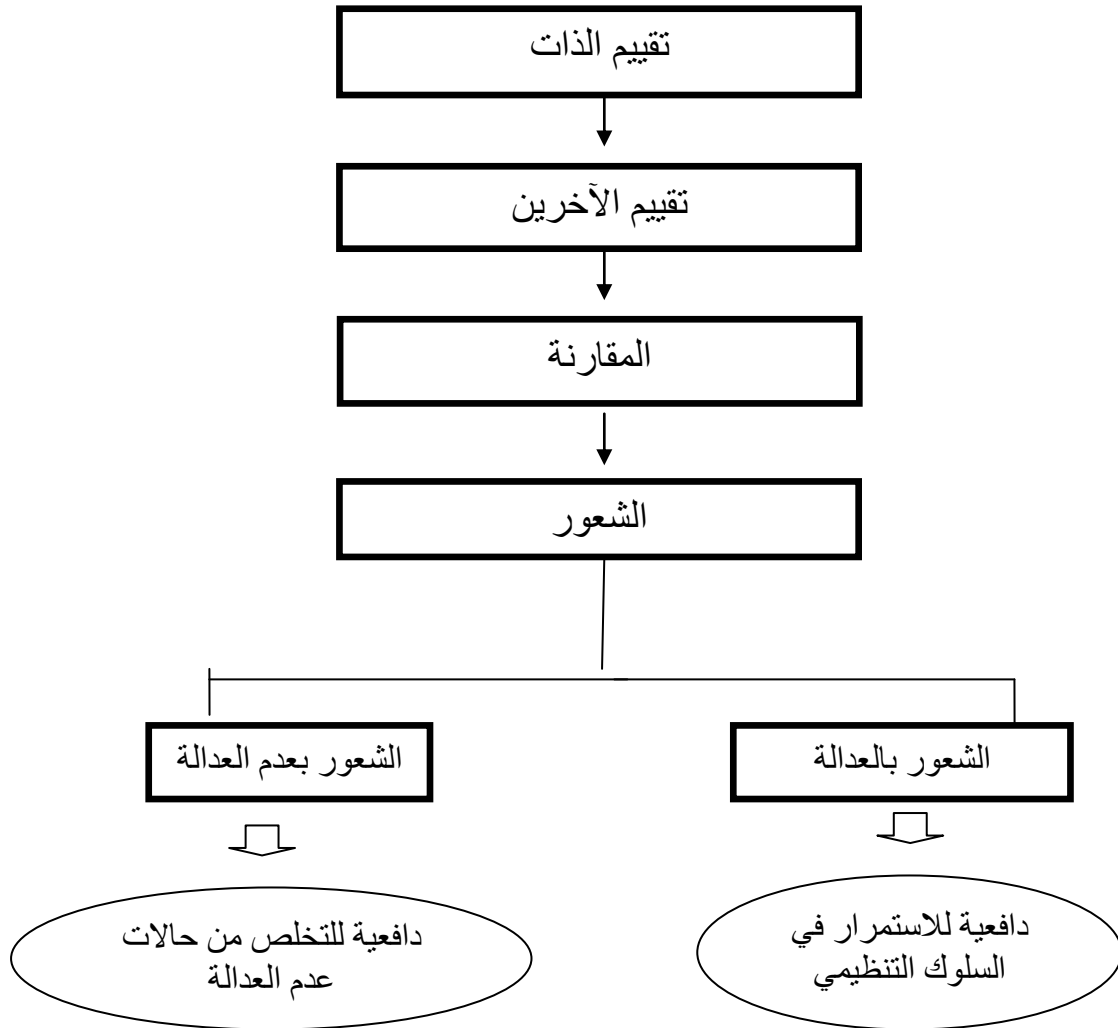 تقييم الذات
تقييم الآخرين
المقارنة
الشعور
الشعور بالعدالة
الشعور بعدم العدالة
دافعية للاستمرار في
السلوك التنظيمي
دافعية للتخلص من حالات
عدم العدالة